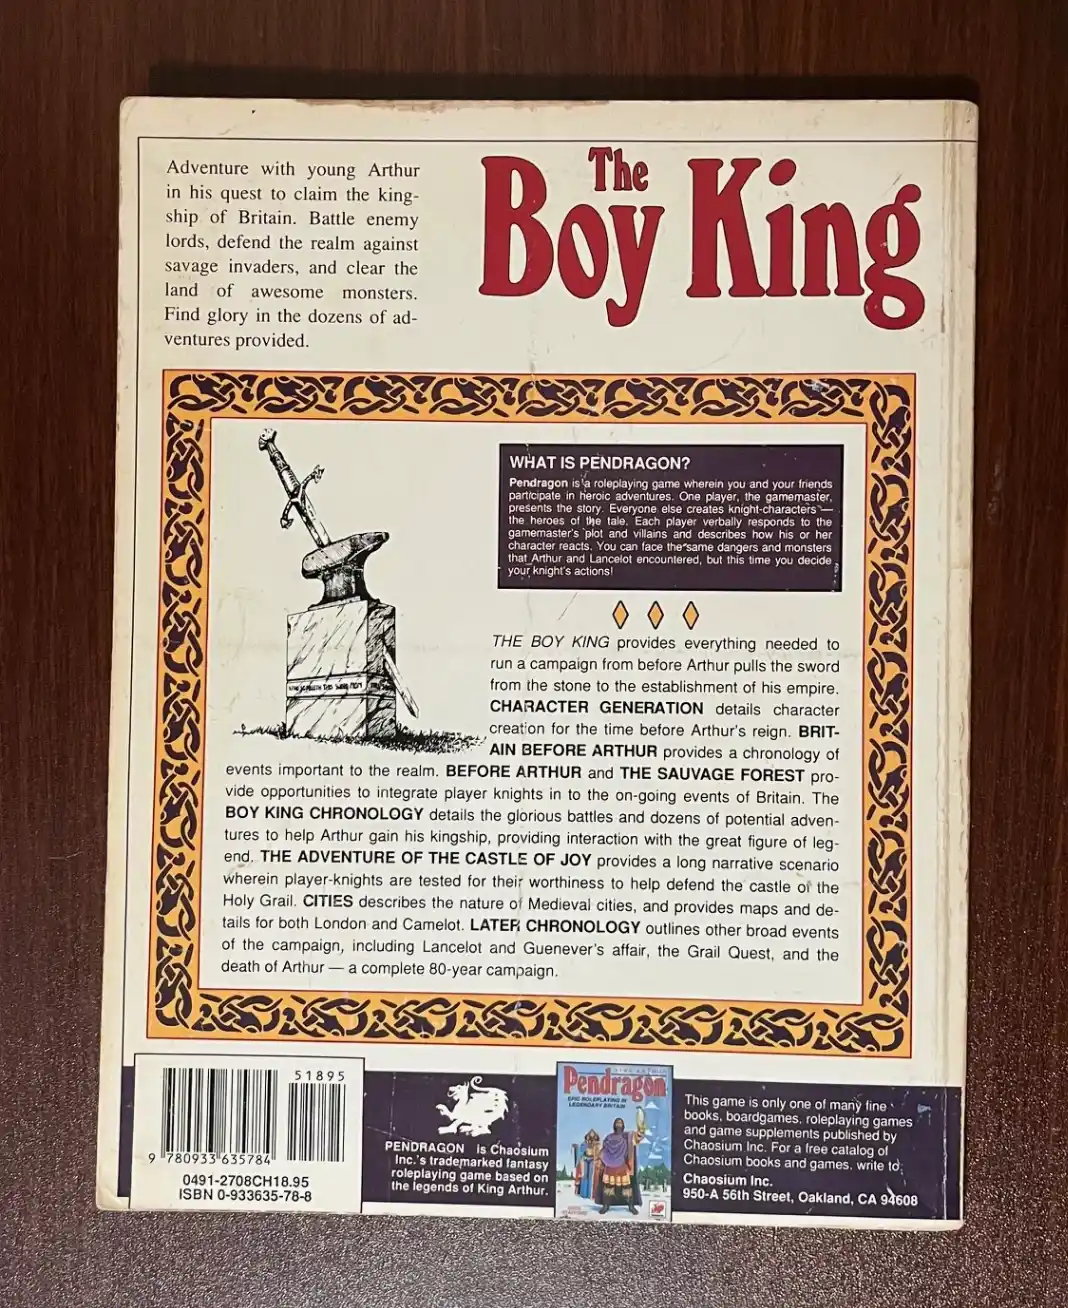 Adventure with young Arthur
in his quest to claim the king-
ship of Britain. Battle enemy
lords, defend the realm against
savage invaders, and clear the
land of awesome monsters.
Find glory in the dozens of ad-
ventures provided.
The
Boy King
WHAT IS PENDRAGON?
Pendragon is a roleplaying game wherein you and your friends
participate in heroic adventures. One player, the gamemaster,
presents the story. Everyone else creates knight-characters —
the heroes of the tale. Each player verbally responds to the
gamemaster's plot and villains and describes how his or her
character reacts. You can face the same dangers and monsters
that Arthur and Lancelot encountered, but this time you decide
your knight's actions!
THE BOY KING provides everything needed to
run a campaign from before Arthur pulls the sword
from the stone to the establishment of his empire.
CHARACTER GENERATION details character
creation for the time before Arthur's reign. BRIT-
AIN BEFORE ARTHUR provides a chronology of
events important to the realm. BEFORE ARTHUR and THE SAUVAGE FOREST pro-
vide opportunities to integrate player knights in to the on-going events of Britain. The
BOY KING CHRONOLOGY details the glorious battles and dozens of potential adven-
tures to help Arthur gain his kingship, providing interaction with the great figure of leg-
end. THE ADVENTURE OF THE CASTLE OF JOY provides a long narrative scenario
wherein player-knights are tested for their worthiness to help defend the castle of the
Holy Grail. CITIES describes the nature of Medieval cities, and provides maps and de-
tails for both London and Camelot. LATER CHRONOLOGY outlines other broad events
of the campaign, including Lancelot and Guenever's affair, the Grail Quest, and the
death of Arthur — a complete 80-year campaign.
51895
9 780933 635784
0491-2708CH18.95
ISBN 0-933635-78-8
PENDRAGON is Chaosium
Inc.'s trademarked fantasy
roleplaying game based on
the legends of King Arthur.
Pendragon
EPIC ROLEPLAYING IN
LEGENDARY BRITAIN
This game is only one of many fine
books, boardgames, roleplaying games
and game supplements published by
Chaosium Inc. For a free catalog of
Chaosium books and games, write to:
Chaosium Inc.
950-A 56th Street, Oakland, CA 94608